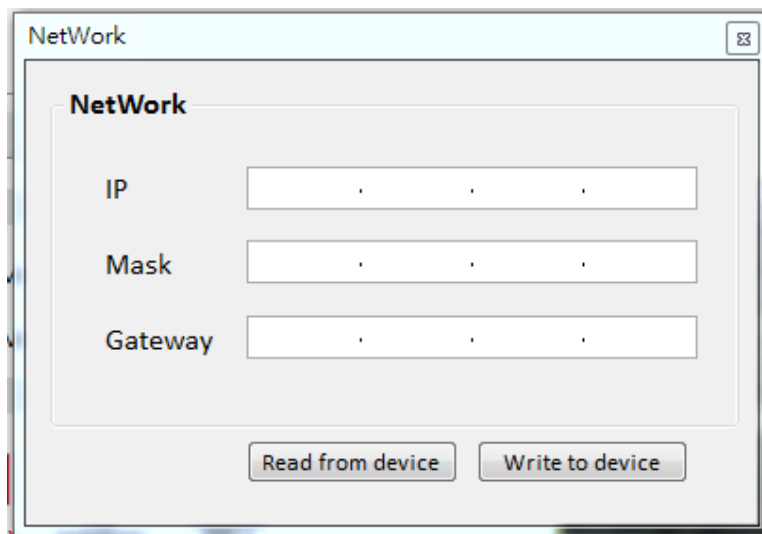 NetWork
NetWork
IP . . .
Mask . . .
Gateway . . .
Read from device Write to device